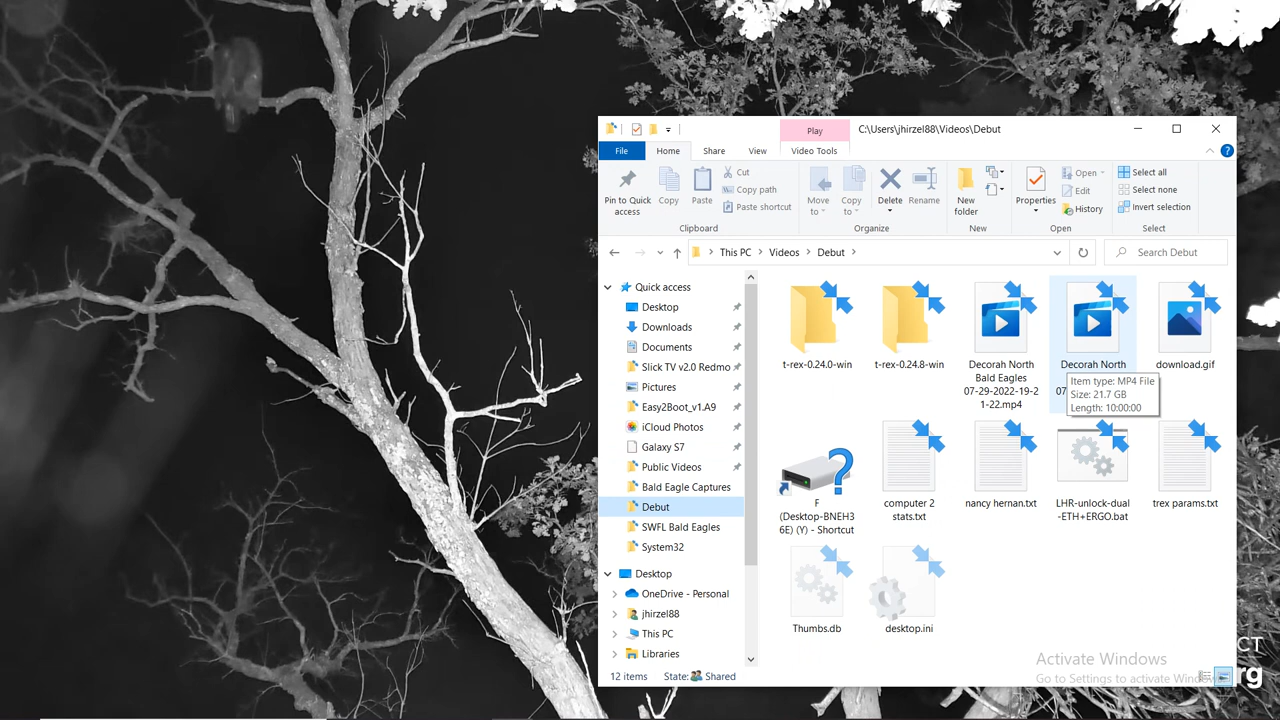 Play
C:\Users\jhirzel88\Videos\Debut
File
Home
Share
View
Video Tools
Pin to Quick
access
Copy
Paste
Cut
Copy path
Paste shortcut
Move
to
Copy
to
Delete
Rename
New
folder
Properties
Open
Edit
History
Select all
Select none
Invert selection
Clipboard
Organize
New
Open
Select
This PC
Videos
Debut
Search Debut
Quick access
Desktop
Downloads
Documents
Slick TV v2.0 Redmo
Pictures
Easy2Boot_v1.A9
iCloud Photos
Galaxy S7
Public Videos
Bald Eagle Captures
Debut
SWFL Bald Eagles
System32
Desktop
OneDrive - Personal
jhirzel88
This PC
Libraries
t-rex-0.24.0-win
t-rex-0.24.8-win
Decorah North
Bald Eagles
07-29-2022-19-2
1-22.mp4
Decorah North
07
Item type: MP4 File
Size: 21.7 GB
Length: 10:00:00
download.gif
F
(Desktop-BNEH3
6E) (Y) - Shortcut
computer 2
stats.txt
nancy hernan.txt
LHR-unlock-dual
-ETH+ERGO.bat
trex params.txt
Thumbs.db
desktop.ini
12 items
State:
Shared
Activate Windows
Go to Settings to activate Windows
CT
rg